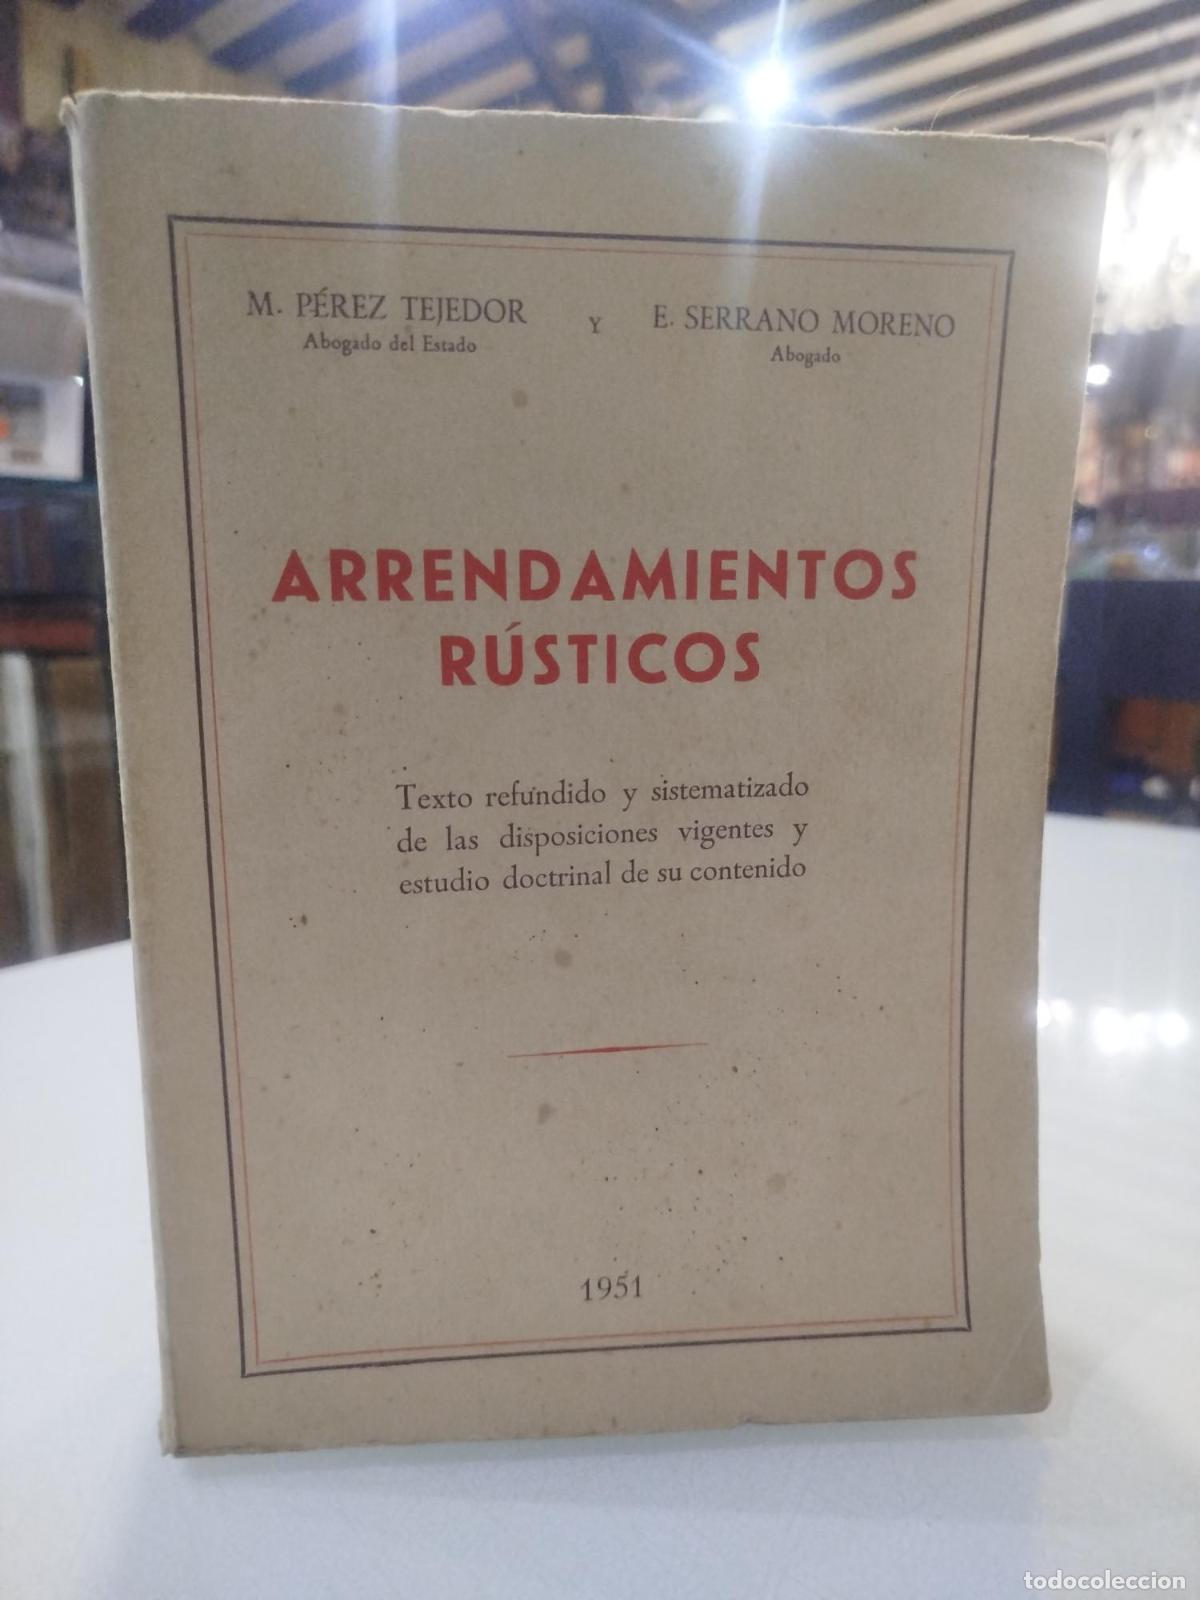 M. PÉREZ TEJEDOR Y E. SERRANO MORENO
Abogado del Estado Abogado
ARRENDAMIENTOS
RÚSTICOS
Texto refundido y sistematizado
de las disposiciones vigentes y
estudio doctrinal de su contenido
1951
todocoleccion